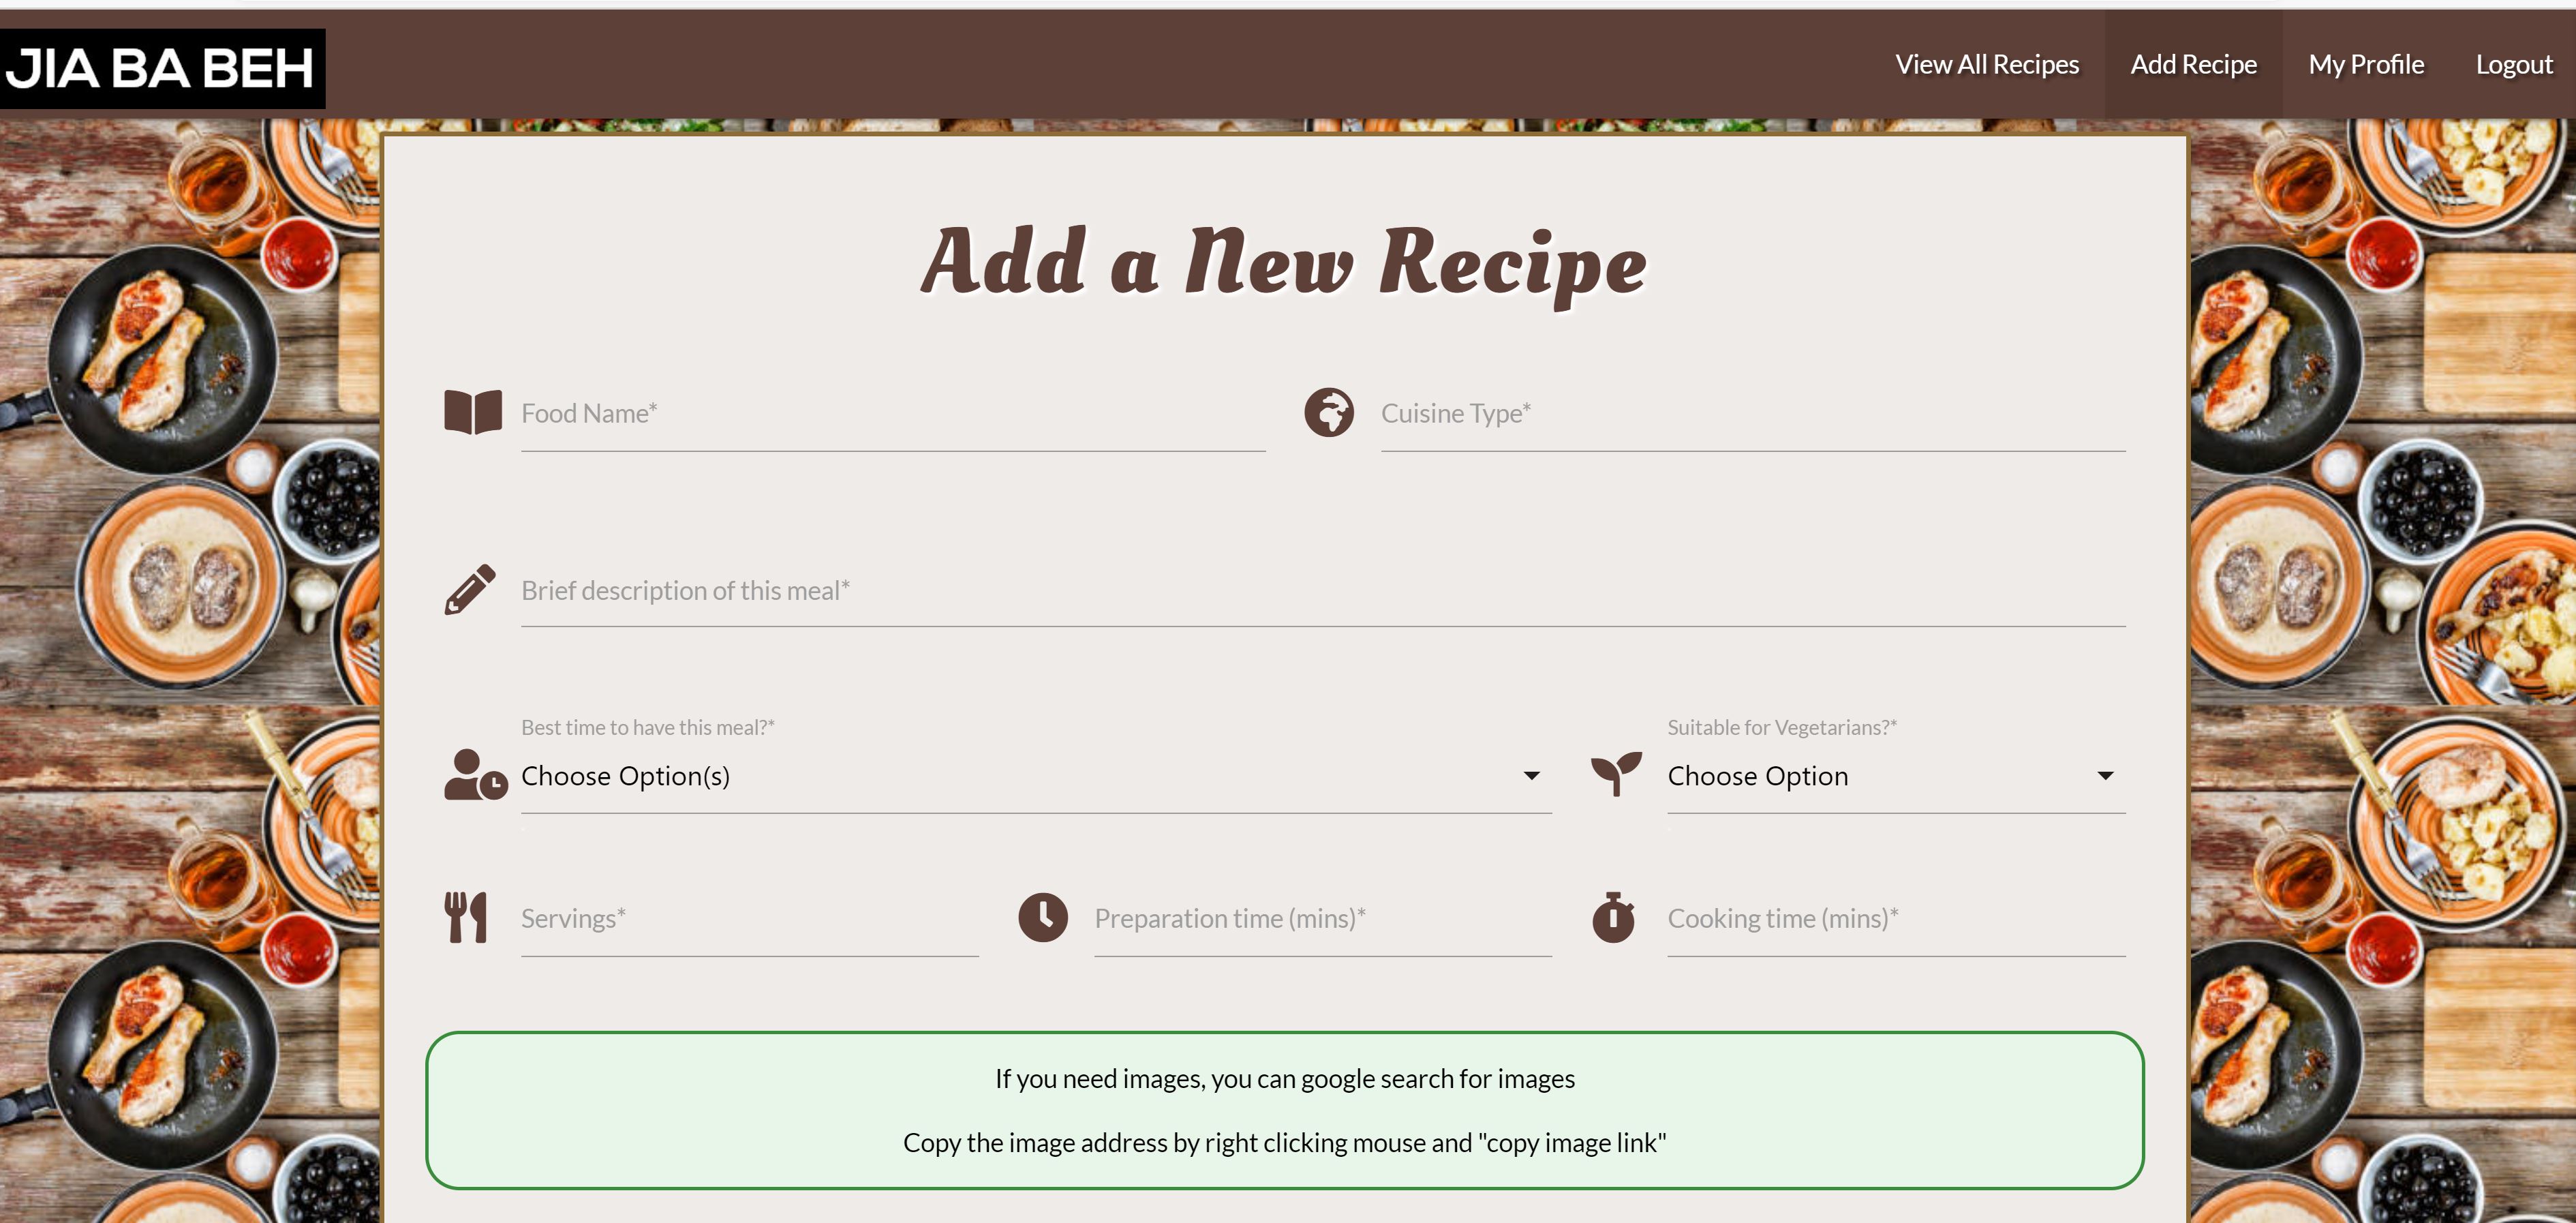 JIA BA BEH
View All Recipes
Add Recipe
My Profile
Logout
Add a New Recipe
Food Name*
Cuisine Type*
Brief description of this meal*
Best time to have this meal?*
Choose Option(s)
Suitable for Vegetarians?*
Choose Option
Servings*
Preparation time (mins)*
Cooking time (mins)*
If you need images, you can google search for images
Copy the image address by right clicking mouse and "copy image link"